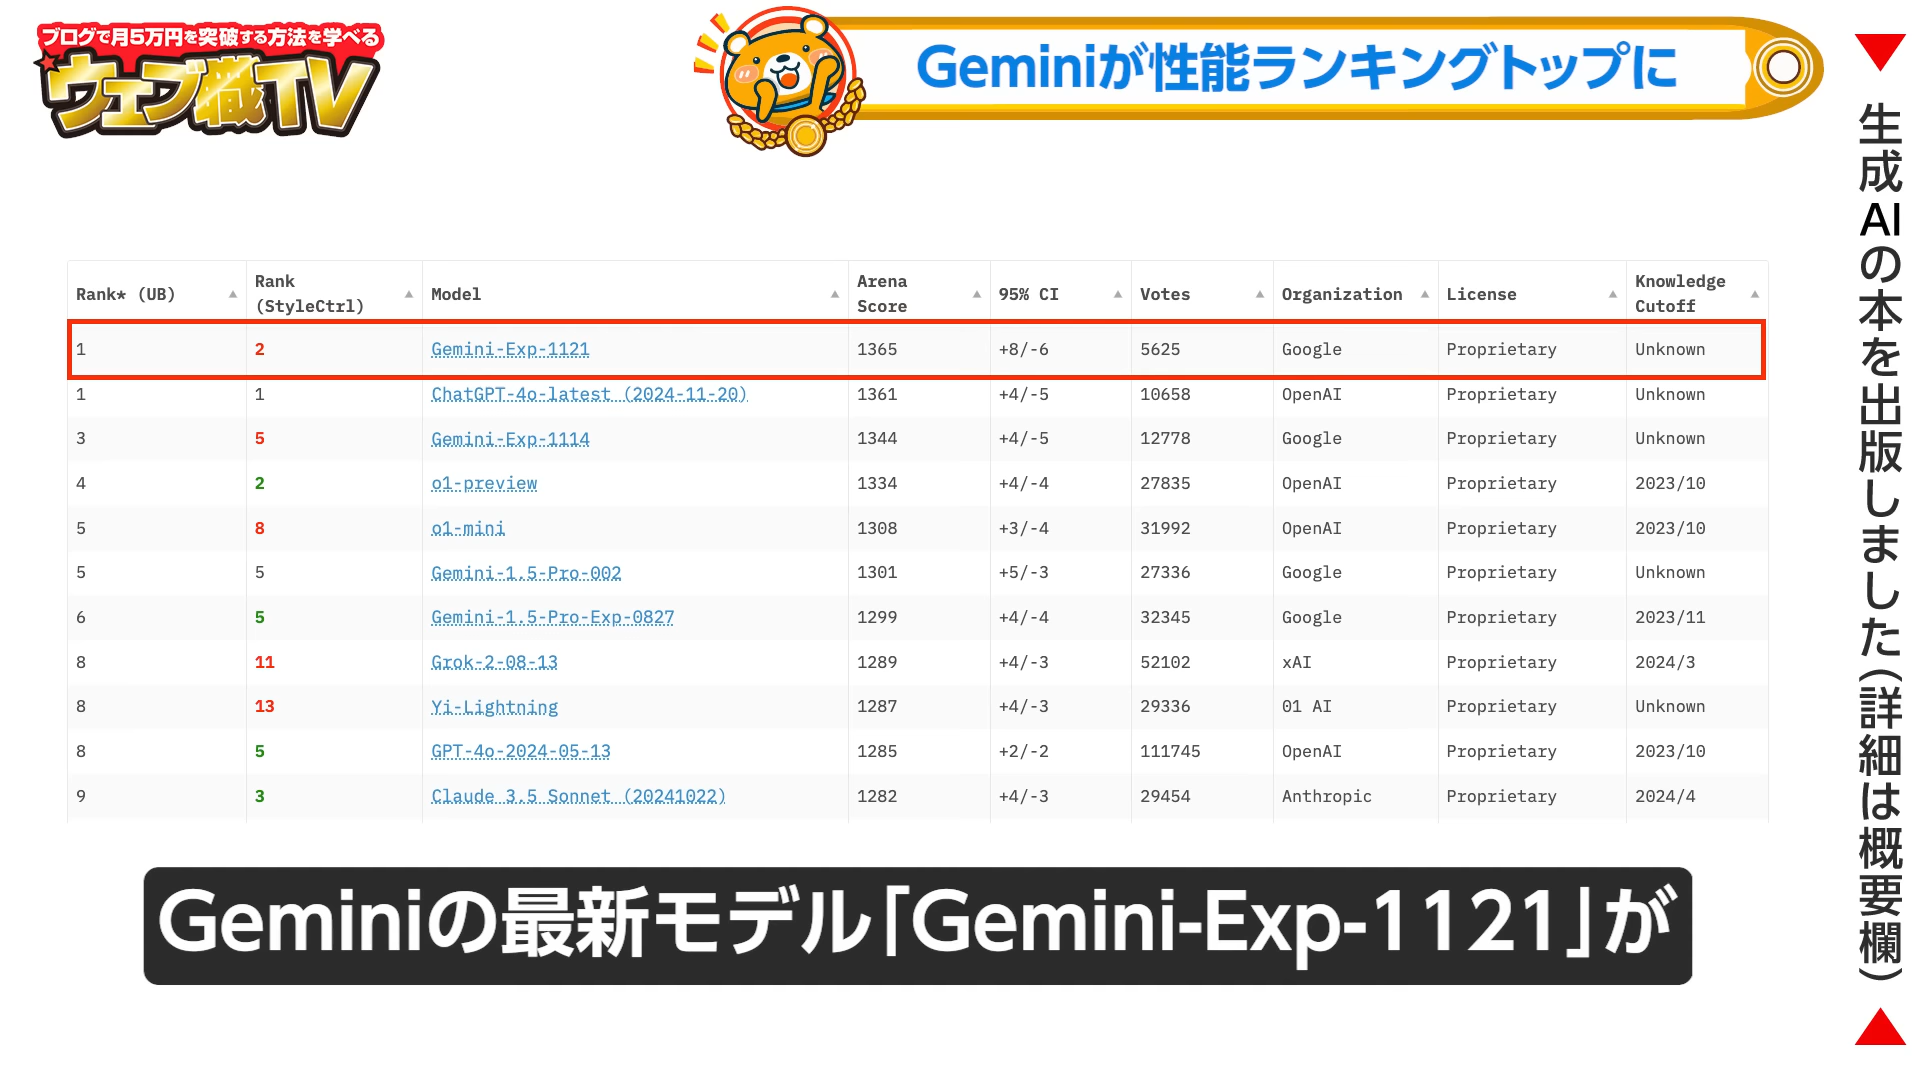 ブログで月5万円を突破する方法を学べる
ウェブ職TV
Geminiが性能ランキングトップに
生成AIの本を出版しました(詳細は概要欄)
Rank* (UB) Rank (StyleCtrl) Model Arena Score 95% CI Votes Organization License Knowledge Cutoff
1 2 Gemini-Exp-1121 1365 +8/-6 5625 Google Proprietary Unknown
1 1 ChatGPT-4o-latest (2024-11-20) 1361 +4/-5 10658 OpenAI Proprietary Unknown
3 5 Gemini-Exp-1114 1344 +4/-5 12778 Google Proprietary Unknown
4 2 o1-preview 1334 +4/-4 27835 OpenAI Proprietary 2023/10
5 8 o1-mini 1308 +3/-4 31992 OpenAI Proprietary 2023/10
5 5 Gemini-1.5-Pro-002 1301 +5/-3 27336 Google Proprietary Unknown
6 5 Gemini-1.5-Pro-Exp-0827 1299 +4/-4 32345 Google Proprietary 2023/11
8 11 Grok-2-08-13 1289 +4/-3 52102 xAI Proprietary 2024/3
8 13 Yi-Lightning 1287 +4/-3 29336 01 AI Proprietary Unknown
8 5 GPT-4o-2024-05-13 1285 +2/-2 111745 OpenAI Proprietary 2023/10
9 3 Claude 3.5 Sonnet (20241022) 1282 +4/-3 29454 Anthropic Proprietary 2024/4
Geminiの最新モデル「Gemini-Exp-1121」が